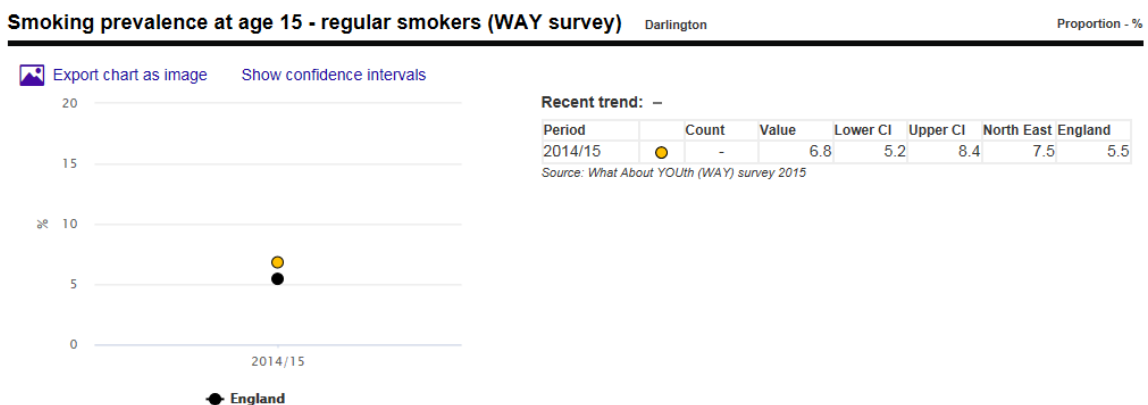 Smoking prevalence at age 15 - regular smokers (WAY survey) Darlington Proportion - %
Export chart as image Show confidence intervals
Recent trend: –
Period Count Value Lower CI Upper CI North East England
2014/15 - 6.8 5.2 8.4 7.5 5.5
Source: What About YOUth (WAY) survey 2015
20
15
% 10
5
0
2014/15
England